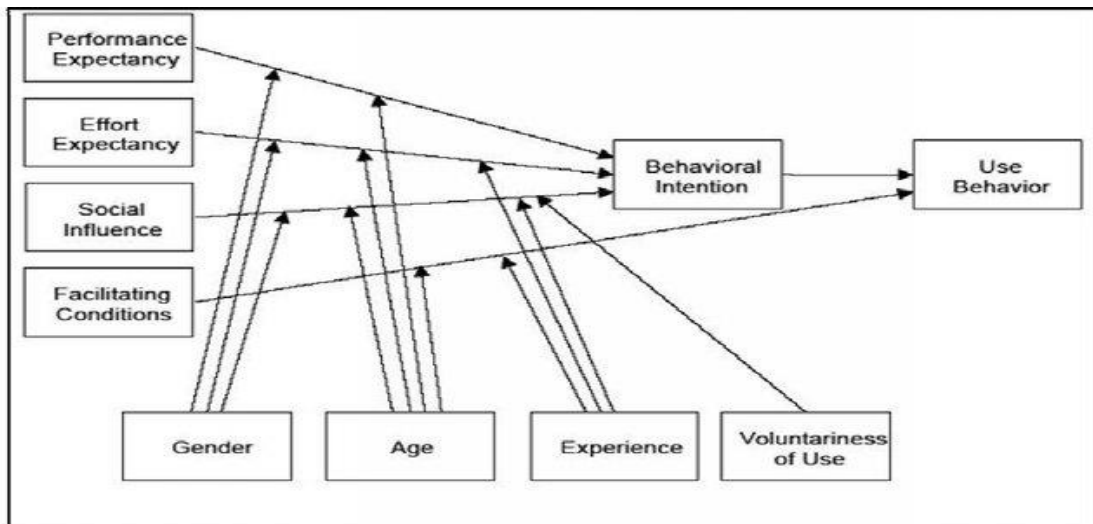 Performance
Expectancy
Effort
Expectancy
Social
Influence
Facilitating
Conditions
Behavioral
Intention
Use
Behavior
Gender
Age
Experience
Voluntariness
of Use